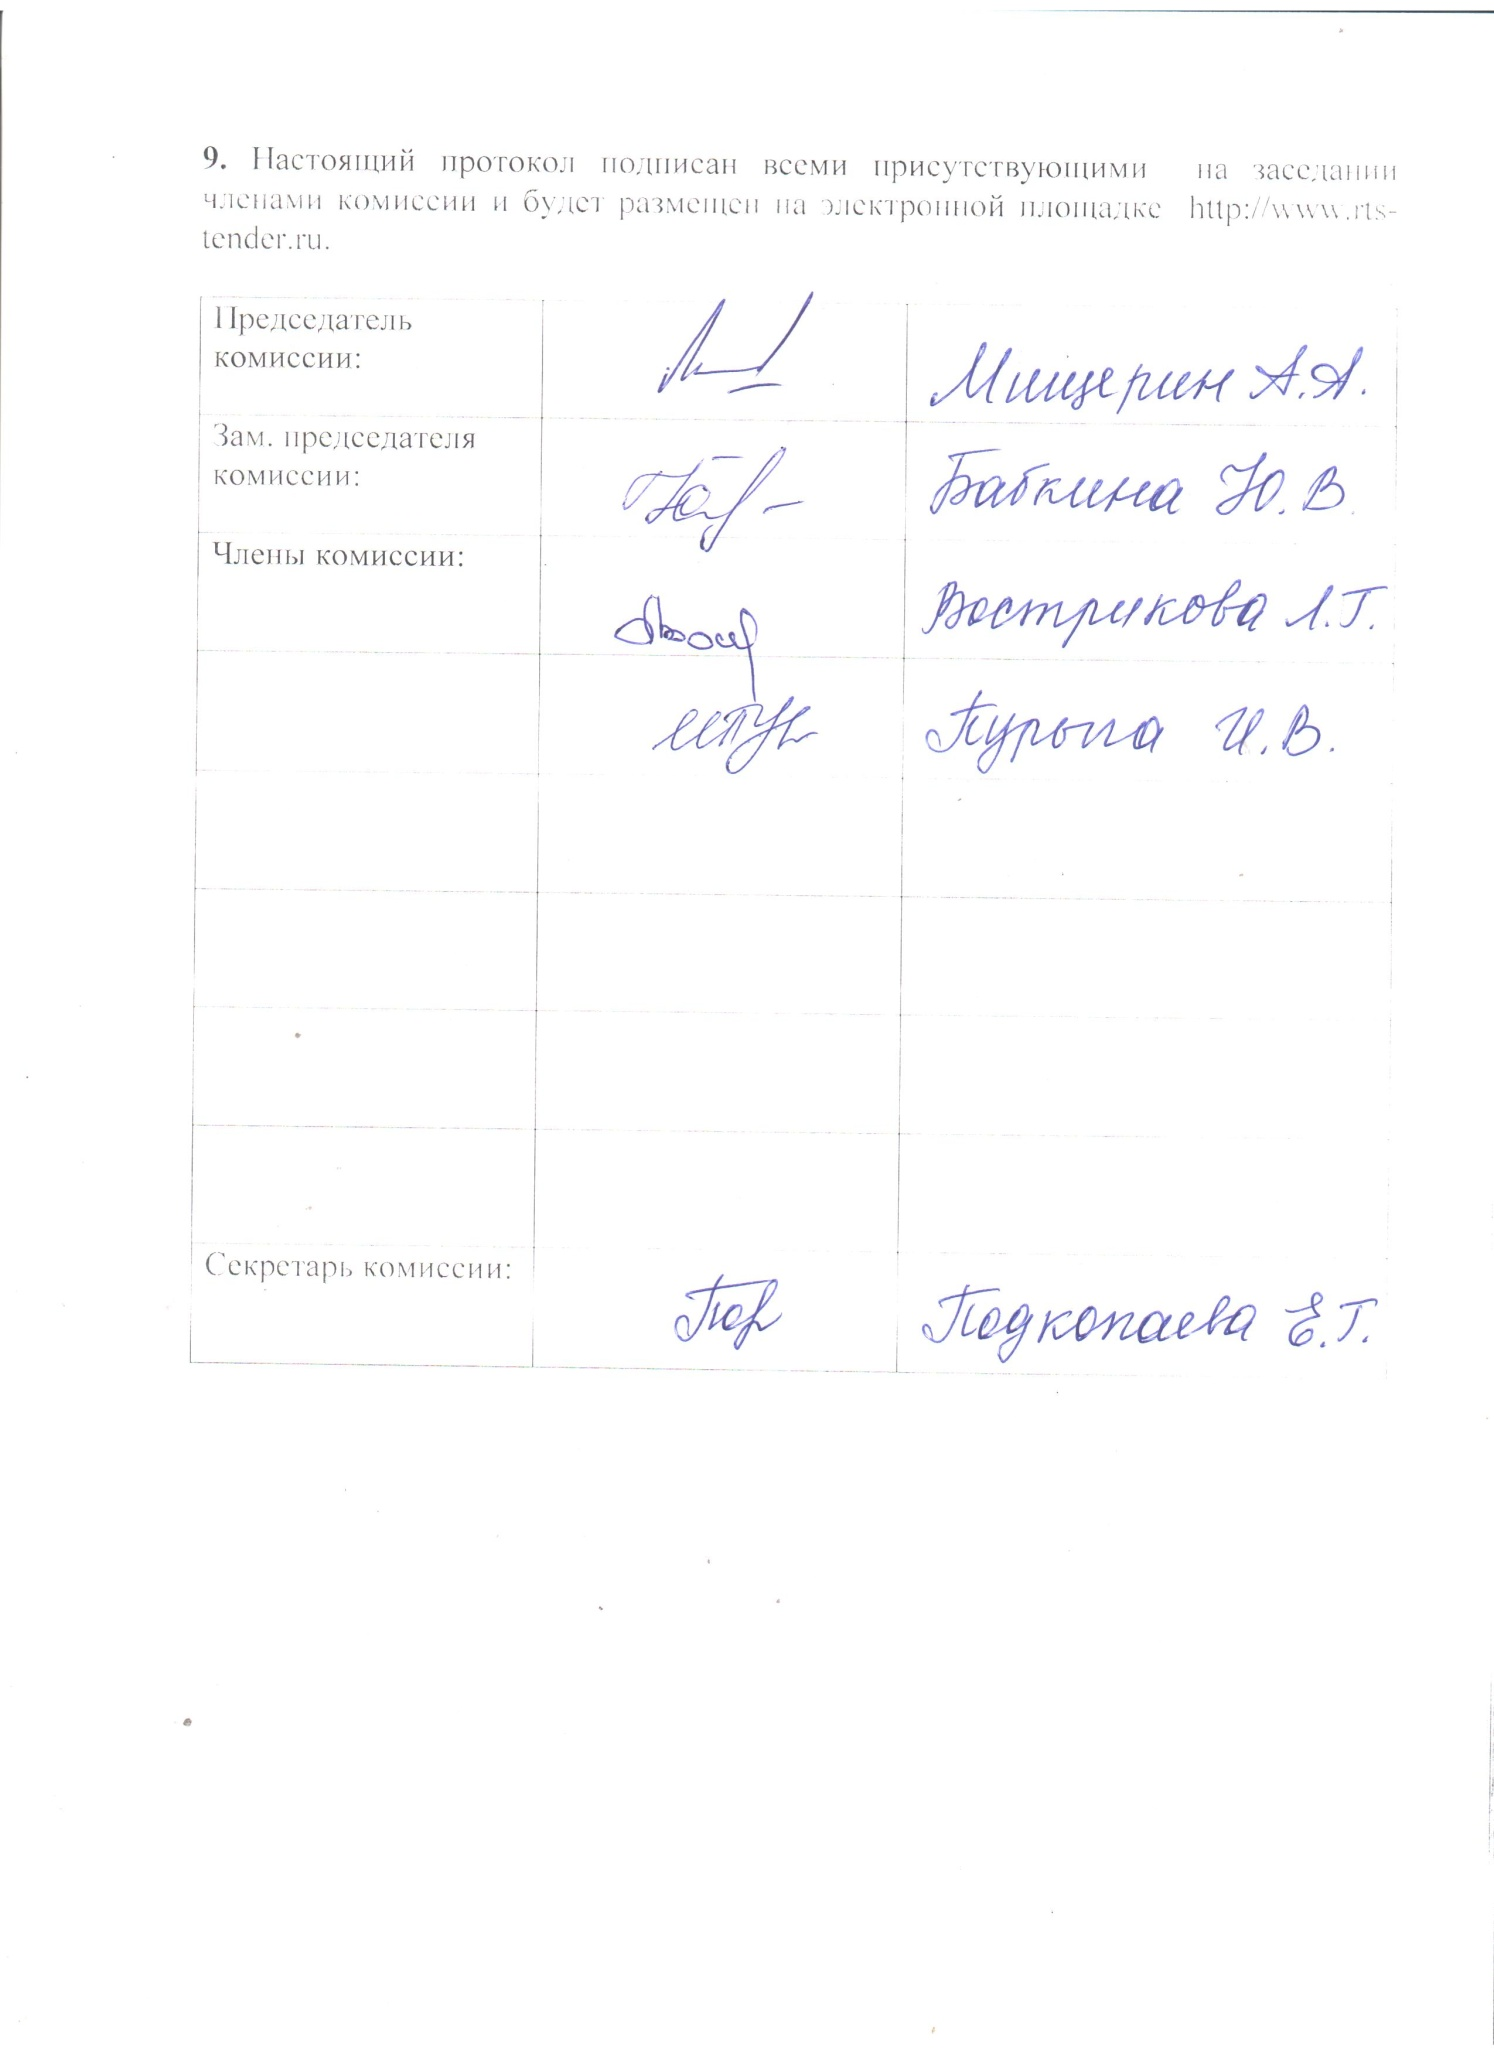 9. Настоящий протокол подписан всеми присутствующими на заседании
членами комиссии и будет размещен на электронной площадке http://www.rts-
tender.ru.
Председатель
комиссии:
Мищерин А.А.
Зам. председателя
комиссии:
Бабкина Ю.В.
Члены комиссии:
Вострикова Л.Г.
И.В.
Секретарь комиссии:
Подкопаева Е.Г.